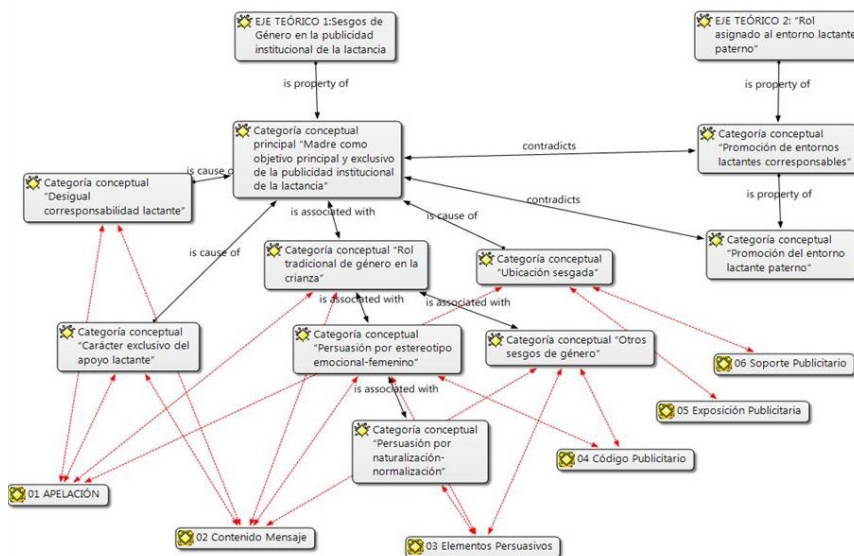 EJE TEÓRICO 1:Sesgos de
Género en la publicidad
institucional de la lactancia
EJE TEÓRICO 2: “Rol
asignado al entorno lactante
paterno”
is property of
is property of
Categoría conceptual
principal “Madre como
objetivo principal y exclusivo
de la publicidad institucional
de la lactancia”
contradicts
Categoría conceptual
“Promoción de entornos
lactantes corresponsables”
is cause of
Categoría conceptual
“Desigual
corresponsabilidad lactante”
contradicts
is property of
is associated with
is cause of
is cause of
Categoría conceptual “Rol
tradicional de género en la
crianza”
Categoría conceptual
“Ubicación sesgada”
Categoría conceptual
“Promoción del entorno
lactante paterno”
is associated with
is associated with
Categoría conceptual
“Carácter exclusivo del
apoyo lactante”
Categoría conceptual
“Persuasión por estereotipo
emocional-femenino”
Categoría conceptual “Otros
sesgos de género”
06 Soporte Publicitario
is associated with
05 Exposición Publicitaria
Categoría conceptual
“Persuasión por
naturalización-
normalización”
04 Código Publicitario
01 APELACIÓN
02 Contenido Mensaje
03 Elementos Persuasivos